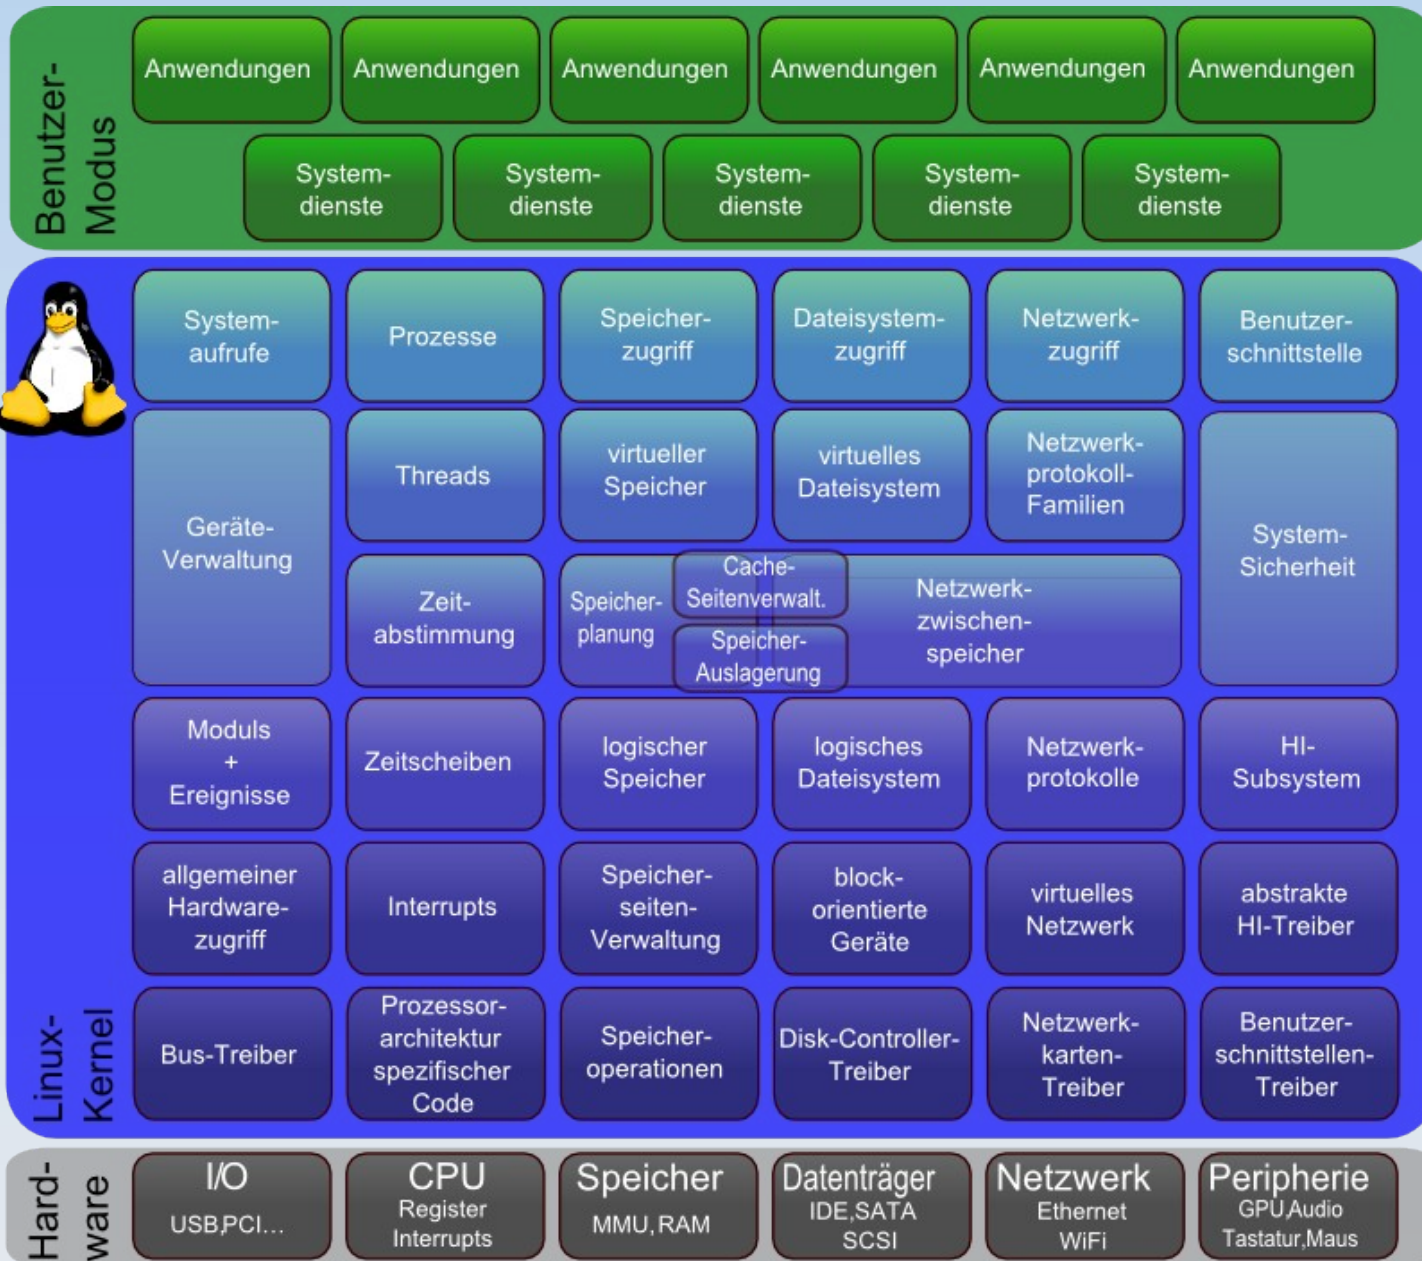 Benutzer-
Modus
Anwendungen
Anwendungen
Anwendungen
Anwendungen
Anwendungen
Anwendungen
System-
dienste
System-
dienste
System-
dienste
System-
dienste
System-
dienste
Linux-
Kernel
System-
aufrufe
Prozesse
Speicher-
zugriff
Dateisystem-
zugriff
Netzwerk-
zugriff
Benutzer-
schnittstelle
Geräte-
Verwaltung
Threads
virtueller
Speicher
virtuelles
Dateisystem
Netzwerk-
protokoll-
Familien
System-
Sicherheit
Zeit-
abstimmung
Speicher-
planung
Cache-
Seitenverwalt.
Speicher-
Auslagerung
Netzwerk-
zwischen-
speicher
Moduls
+
Ereignisse
Zeitscheiben
logischer
Speicher
logisches
Dateisystem
Netzwerk-
protokolle
HI-
Subsystem
allgemeiner
Hardware-
zugriff
Interrupts
Speicher-
seiten-
Verwaltung
block-
orientierte
Geräte
virtuelles
Netzwerk
abstrakte
HI-Treiber
Bus-Treiber
Prozessor-
architektur
spezifischer
Code
Speicher-
operationen
Disk-Controller-
Treiber
Netzwerk-
karten-
Treiber
Benutzer-
schnittstellen-
Treiber
Hard-
ware
I/O
USB,PCI...
CPU
Register
Interrupts
Speicher
MMU,RAM
Datenträger
IDE,SATA
SCSI
Netzwerk
Ethernet
WiFi
Peripherie
GPU,Audio
Tastatur,Maus